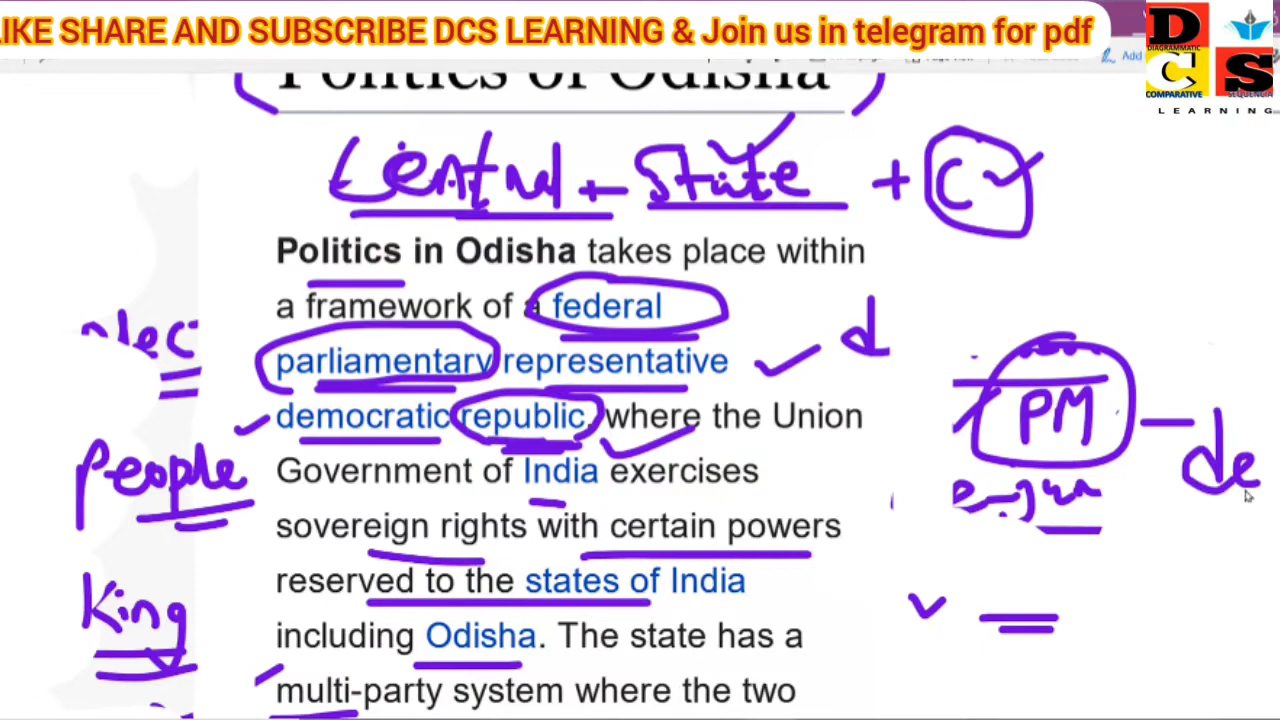 LIKE SHARE AND SUBSCRIBE DCS LEARNING & Join us in telegram for pdf
D
DIAGRAMMATIC
C S
COMPARATIVE
LEARNING
Add
Politics of Odisha
Central + State + C
Politics in Odisha takes place within
a framework of a federal
parliamentary representative
democratic republic, where the Union
Government of India exercises
sovereign rights with certain powers
reserved to the states of India
including Odisha. The state has a
multi-party system where the two
elec
people
King
d
PM
de